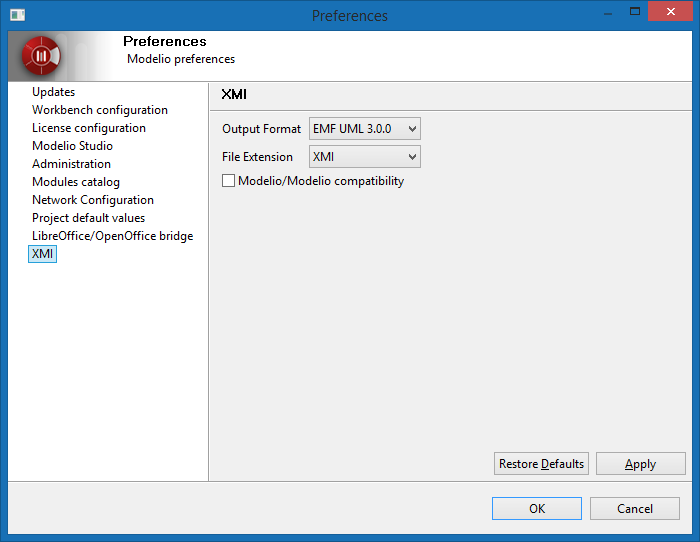 Preferences
Preferences
Modelio preferences
Updates
Workbench configuration
License configuration
Modelio Studio
Administration
Modules catalog
Network Configuration
Project default values
LibreOffice/OpenOffice bridge
XMI
XMI
Output Format EMF UML 3.0.0
File Extension XMI
Modelio/Modelio compatibility
Restore Defaults Apply
OK Cancel